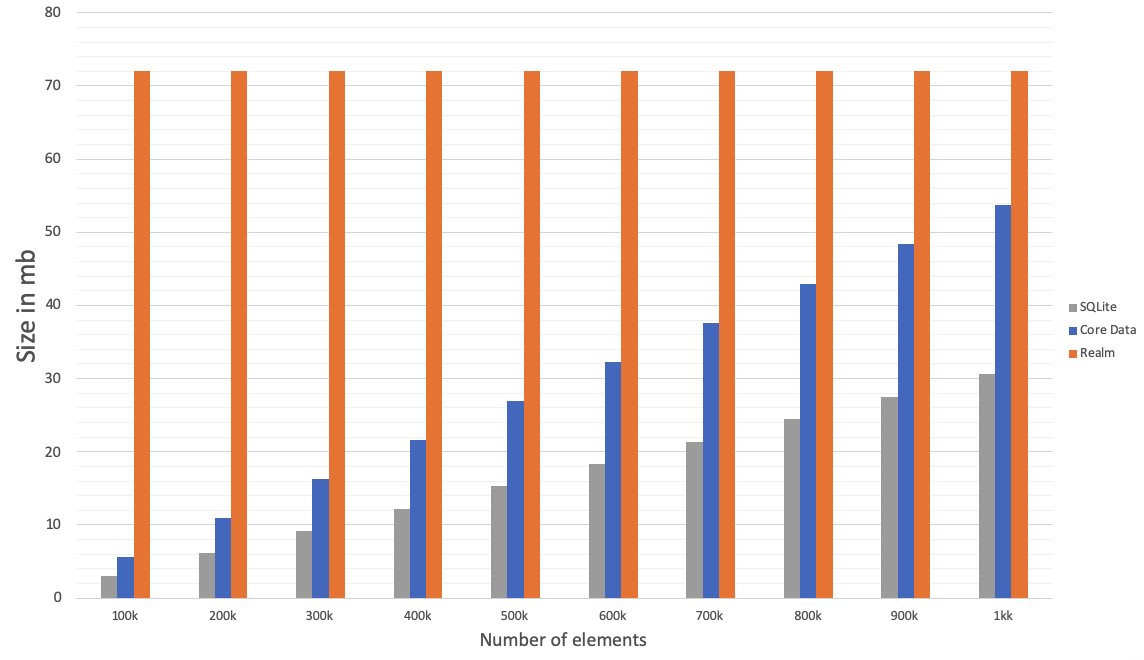 80
70
60
50
40
30
20
10
0
Size in mb
100k
200k
300k
400k
500k
600k
700k
800k
900k
1kk
Number of elements
SQLite
Core Data
Realm